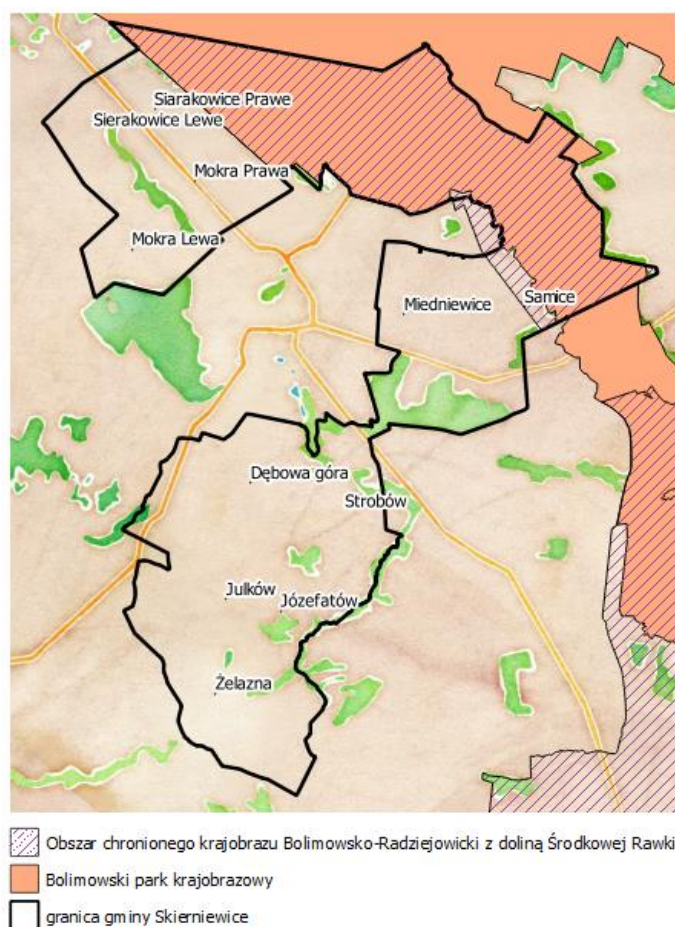 Siarakowice Prawe
Sierakowice Lewe
Mokra Prawa
Mokra Lewa
Miedniewice
Samice
Dębowa góra
Strobów
Julków
Józefatów
Żelazna
Obszar chronionego krajobrazu Bolimowsko-Radziejowicki z doliną Środkowej Rawki
Bolimowski park krajobrazowy
granica gminy Skierniewice